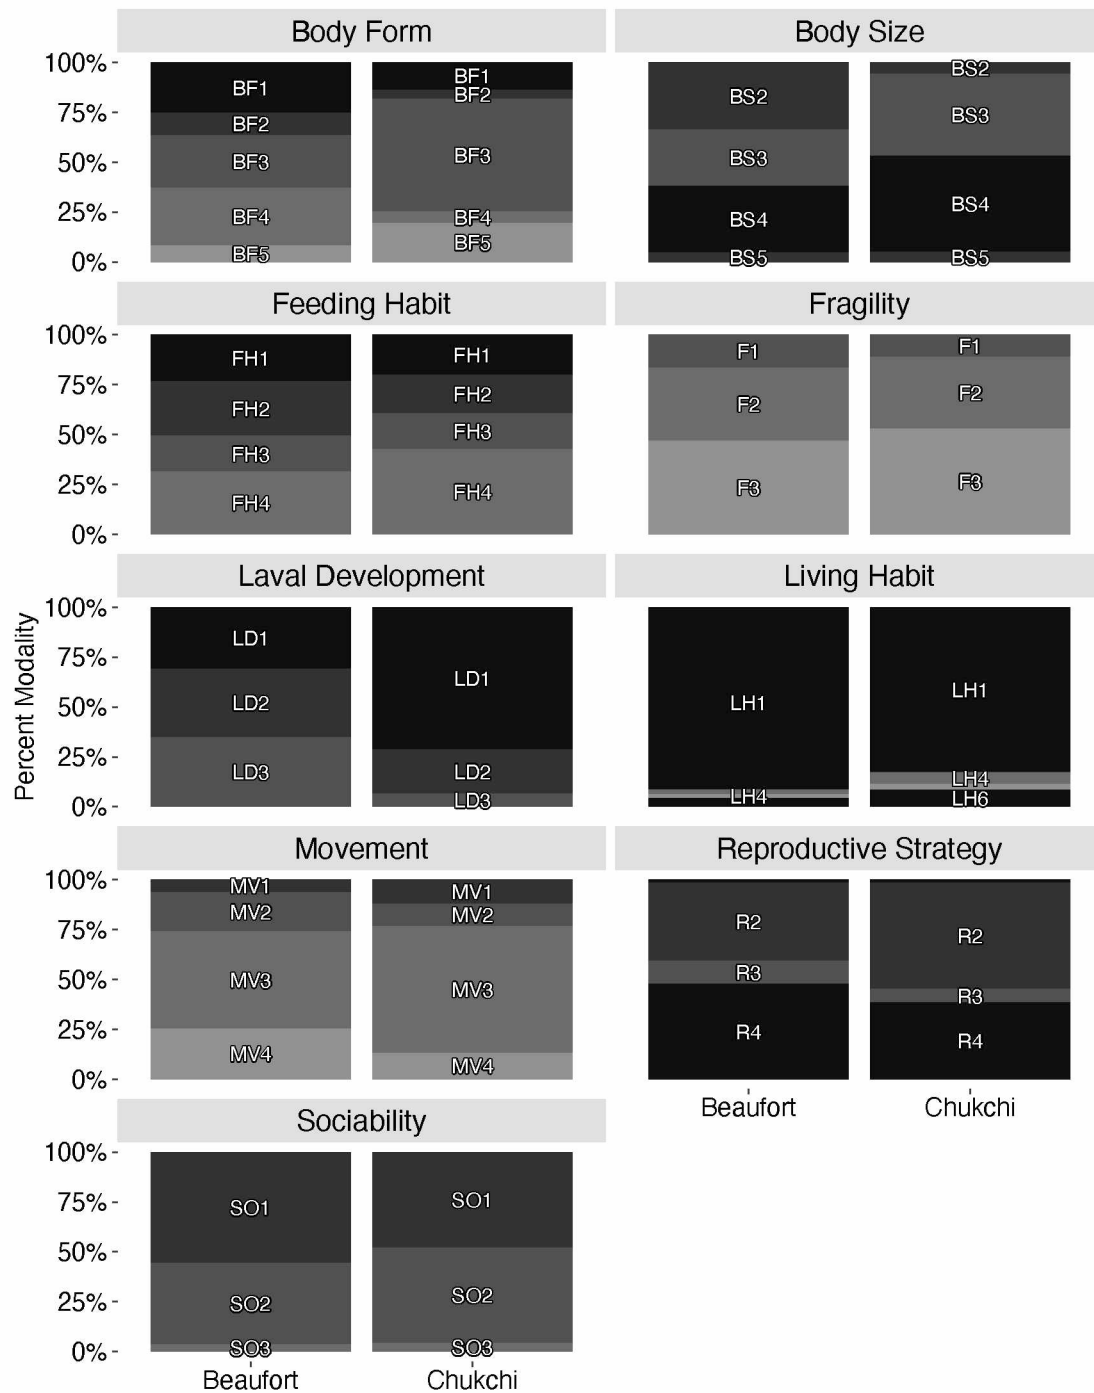 Body Form
Body Size
100%
75%
50%
25%
0%
BF1
BF2
BF3
BF4
BF5
BF1
BF2
BF3
BF4
BF5
BS2
BS3
BS4
BS5
BS2
BS3
BS4
BS5
Feeding Habit
Fragility
100%
75%
50%
25%
0%
FH1
FH2
FH3
FH4
FH1
FH2
FH3
FH4
F1
F2
F3
F1
F2
F3
Percent Modality
Laval Development
Living Habit
100%
75%
50%
25%
0%
LD1
LD2
LD3
LD1
LD2
LD3
LH1
LH4
LH1
LH4
LH6
Movement
Reproductive Strategy
100%
75%
50%
25%
0%
MV1
MV2
MV3
MV4
MV1
MV2
MV3
MV4
R2
R3
R4
R2
R3
R4
Beaufort
Chukchi
Sociability
100%
75%
50%
25%
0%
SO1
SO2
SO3
SO1
SO2
SO3
Beaufort
Chukchi